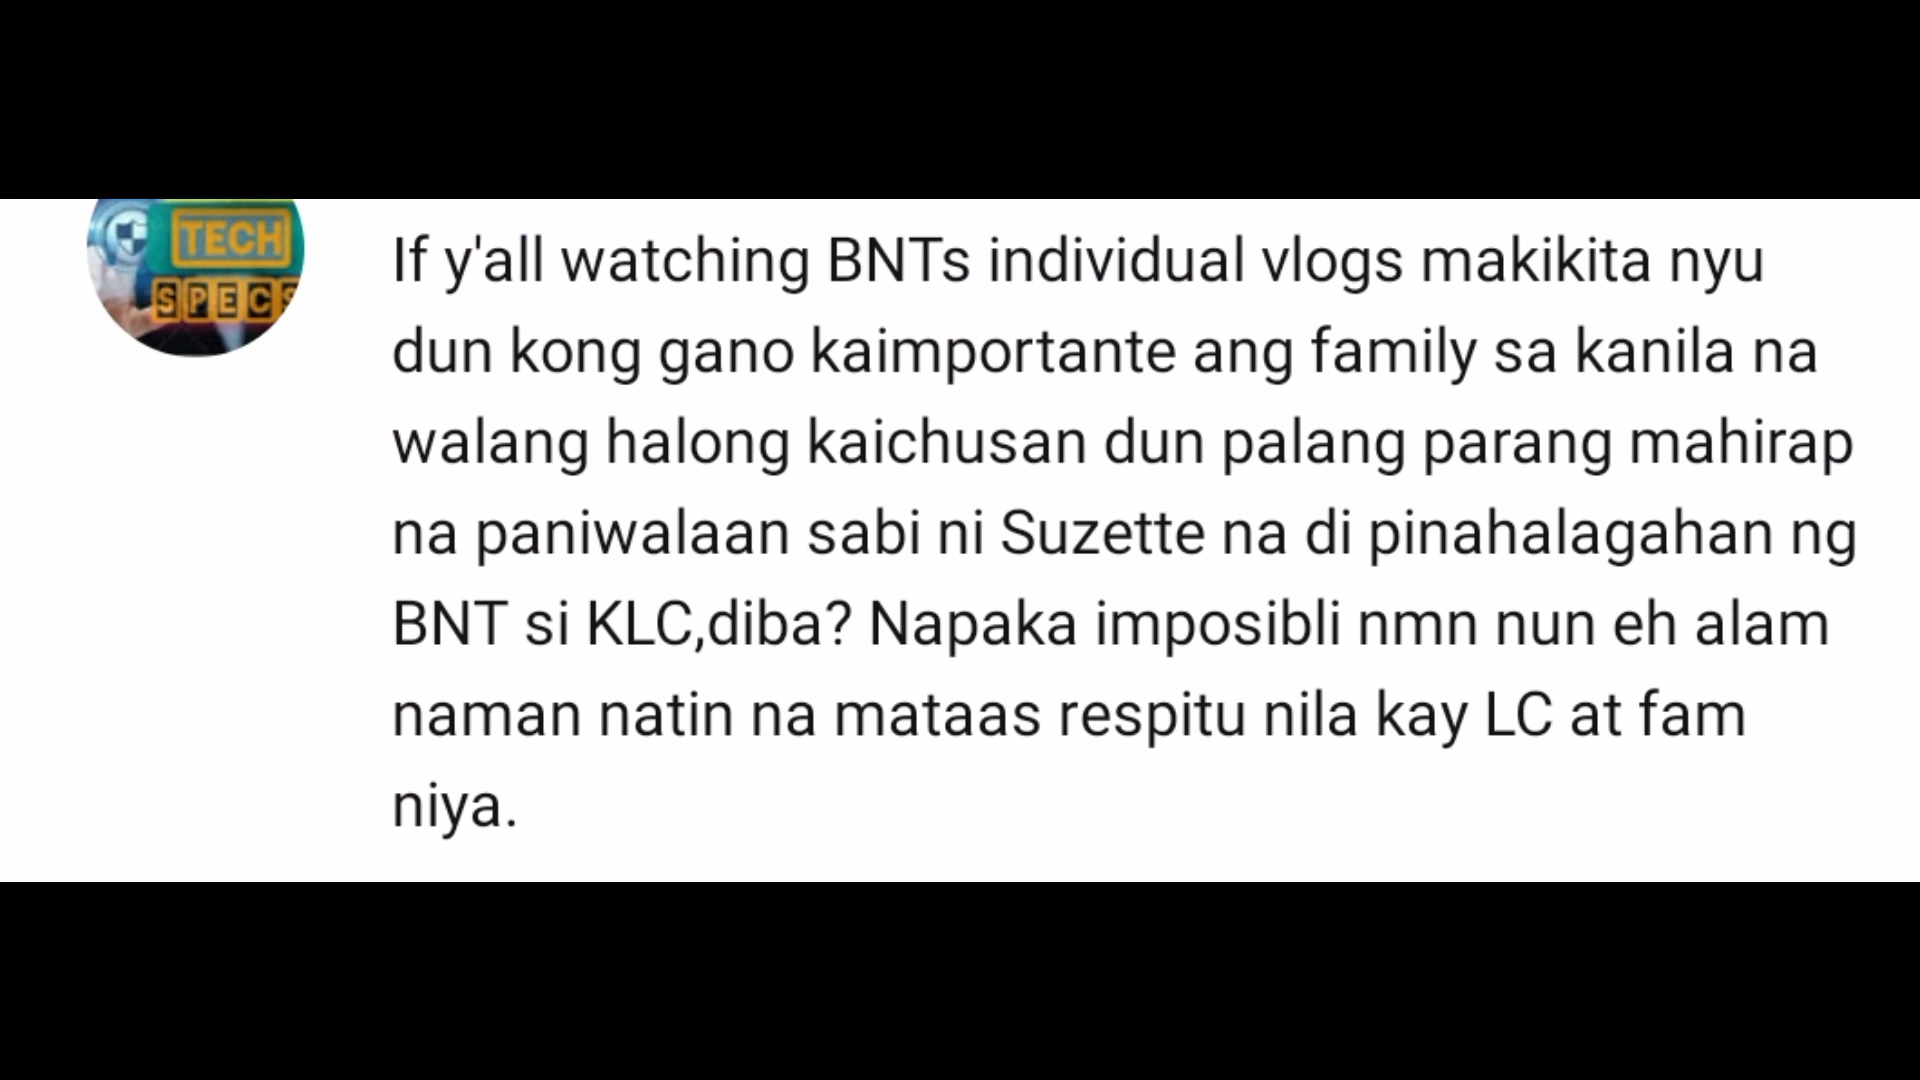 TECH
SPECS
If y'all watching BNTs individual vlogs makikita nyu
dun kong gano kaimportante ang family sa kanila na
walang halong kaichusan dun palang parang mahirap
na paniwalaan sabi ni Suzette na di pinahalagahan ng
BNT si KLC,diba? Napaka imposibli nmn nun eh alam
naman natin na mataas respitu nila kay LC at fam
niya.